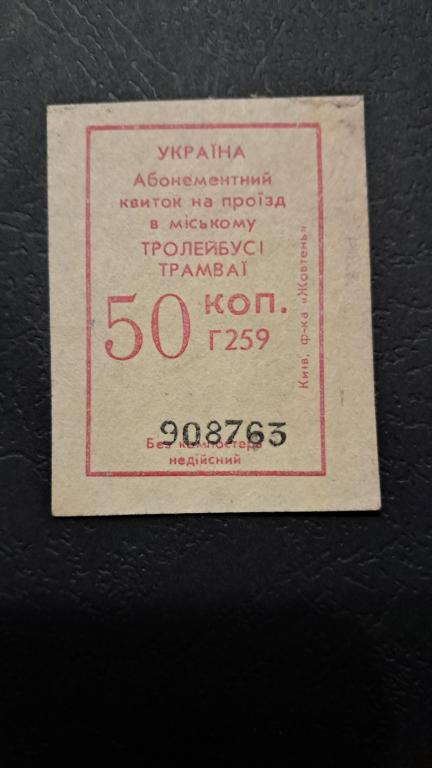 УКРАЇНА
Абонементний
квиток на проїзд
в міському
ТРОЛЕЙБУСІ
ТРАМВАЇ
50 КОП.
Г259
908763
Без компостера
недійсний
Київ, ф-ка «Жовтень»